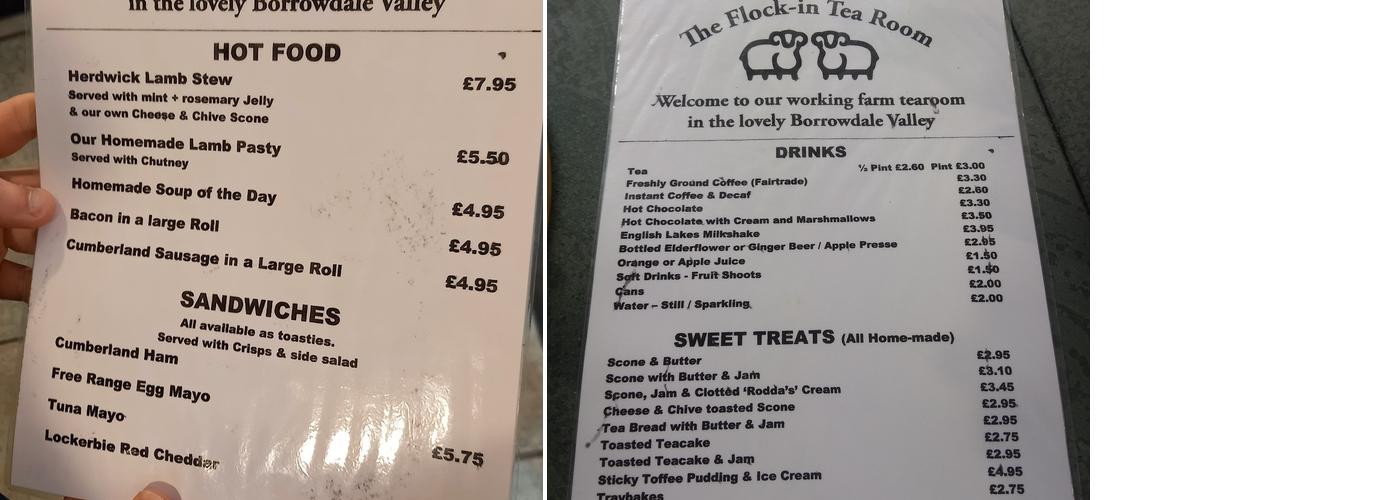 in the lovely Borrowdale Valley
HOT FOOD
Herdwick Lamb Stew £7.95
Served with mint + rosemary Jelly
& our own Cheese & Chive Scone
Our Homemade Lamb Pasty £5.50
Served with Chutney
Homemade Soup of the Day £4.95
Bacon in a large Roll £4.95
Cumberland Sausage in a Large Roll £4.95
SANDWICHES
All available as toasties.
Served with Crisps & side salad
Cumberland Ham
Free Range Egg Mayo
Tuna Mayo
Lockerbie Red Cheddar £5.75
The Flock-in Tea Room
Welcome to our working farm tearoom
in the lovely Borrowdale Valley
DRINKS
Tea ½ Pint £2.60 Pint £3.00
Freshly Ground Coffee (Fairtrade) £3.30
Instant Coffee & Decaf £2.60
Hot Chocolate £3.30
Hot Chocolate with Cream and Marshmallows £3.50
English Lakes Milkshake £3.95
Bottled Elderflower or Ginger Beer / Apple Presse £2.95
Orange or Apple Juice £1.50
Soft Drinks - Fruit Shoots £1.50
Cans £2.00
Water – Still / Sparkling £2.00
SWEET TREATS (All Home-made)
Scone & Butter £2.95
Scone with Butter & Jam £3.10
Scone, Jam & Clotted ‘Rodda’s’ Cream £3.45
Cheese & Chive toasted Scone £2.95
Tea Bread with Butter & Jam £2.95
Toasted Teacake £2.75
Toasted Teacake & Jam £2.95
Sticky Toffee Pudding & Ice Cream £4.95
Traybakes £2.75